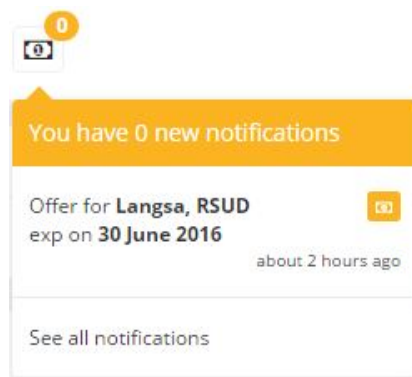 0
You have 0 new notifications
Offer for Langsa, RSUD
exp on 30 June 2016
about 2 hours ago
See all notifications